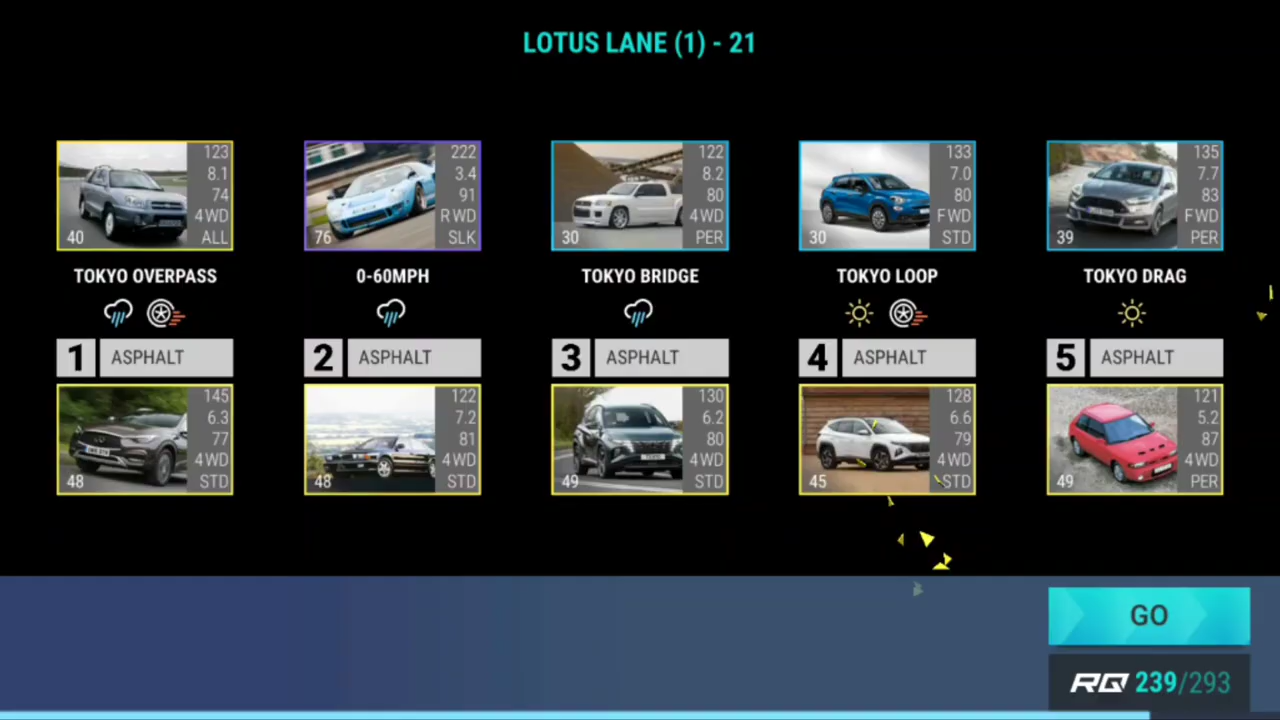 LOTUS LANE (1) - 21
123
8.1
74
4WD
40 ALL
222
3.4
91
RWD
76 SLK
122
8.2
80
4WD
30 PER
133
7.0
80
FWD
30 STD
135
7.7
83
FWD
39 PER
TOKYO OVERPASS
0-60MPH
TOKYO BRIDGE
TOKYO LOOP
TOKYO DRAG
1 ASPHALT
2 ASPHALT
3 ASPHALT
4 ASPHALT
5 ASPHALT
145
6.3
77
4WD
48 STD
122
7.2
81
4WD
48 STD
130
6.2
80
4WD
49 STD
128
6.6
79
4WD
45 STD
121
5.2
87
4WD
49 PER
GO
RQ 239/293